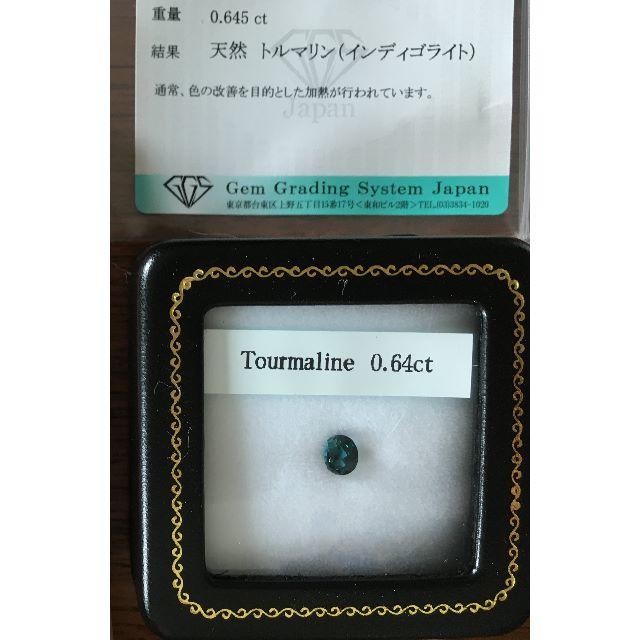 重量 0.645 ct
結果 天然 トルマリン(インディゴライト)
通常、色の改善を目的とした加熱が行われています。
Japan
GGS Gem Grading System Japan
東京都台東区上野五丁目15番17号<東和ビル2階>TEL.(03)3834-1020
Tourmaline 0.64ct